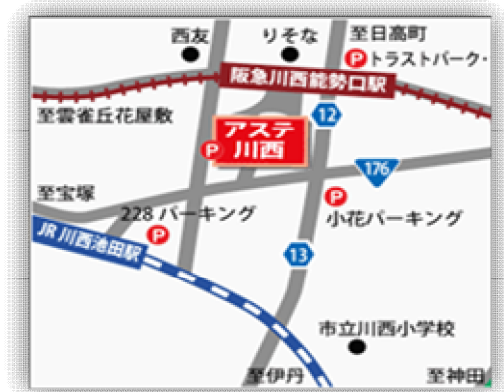 西友
りそな
至日高町
P トラストパーク・
阪急川西能勢口駅
至雲雀丘花屋敷
アステ
川西
P
12
176
至宝塚
228 パーキング
P
P
小花パーキング
JR 川西池田駅
13
市立川西小学校
至伊丹
至神田